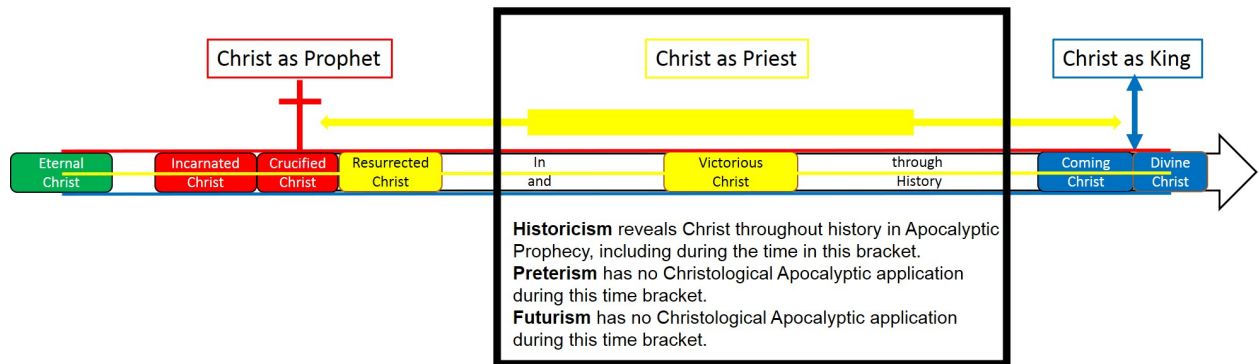 Christ as Prophet
Christ as Priest
Christ as King
Eternal
Christ
Incarnated
Christ
Crucified
Christ
Resurrected
Christ
In
and
Victorious
Christ
through
History
Coming
Christ
Divine
Christ
Historicism reveals Christ throughout history in Apocalyptic
Prophecy, including during the time in this bracket.
Preterism has no Christological Apocalyptic application
during this time bracket.
Futurism has no Christological Apocalyptic application
during this time bracket.